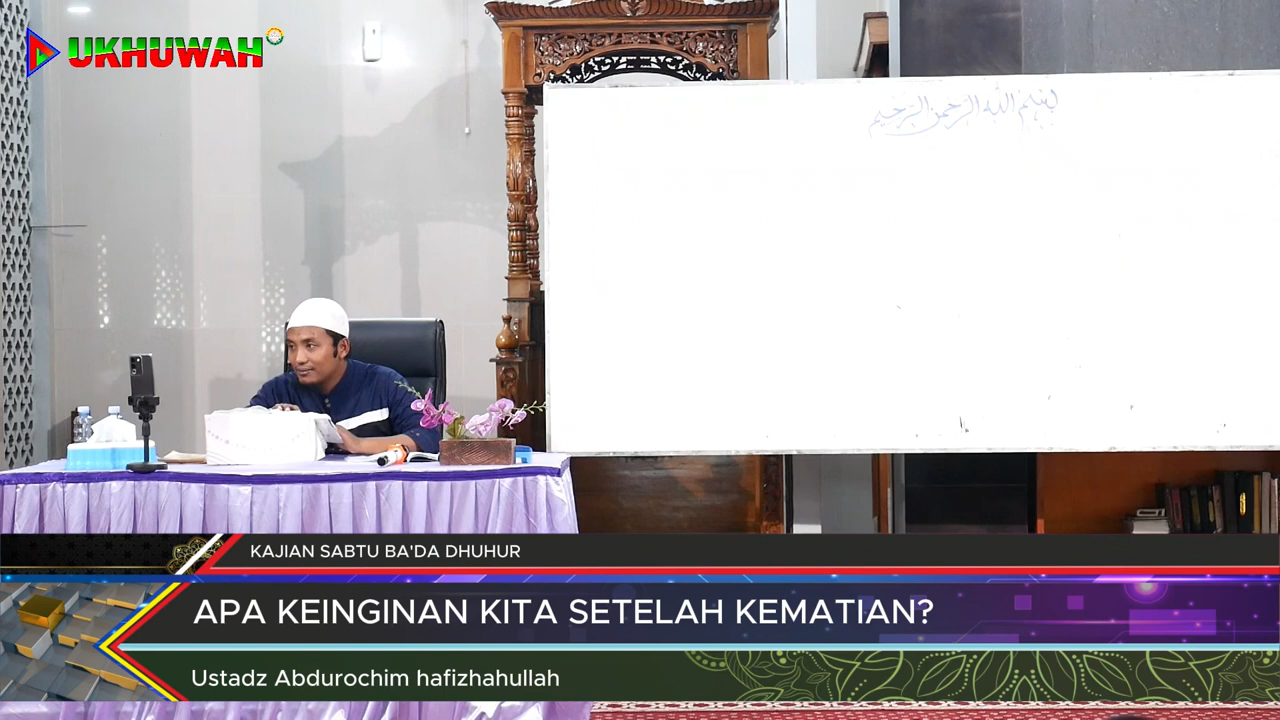 UKHUWAH
بسم الله الرحمن الرحيم
KAJIAN SABTU BA'DA DHUHUR
APA KEINGINAN KITA SETELAH KEMATIAN?
Ustadz Abdurochim hafizhahullah